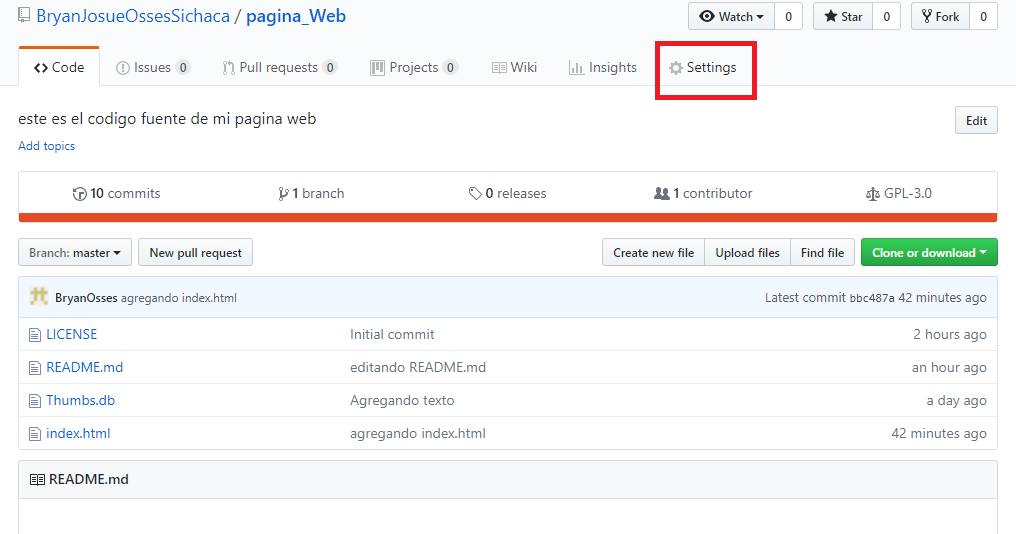 BryanJosueOssesSichaca / pagina_Web Watch 0 Star 0 Fork 0
Code Issues 0 Pull requests 0 Projects 0 Wiki Insights Settings
este es el codigo fuente de mi pagina web Edit
Add topics
10 commits 1 branch 0 releases 1 contributor GPL-3.0
Branch: master New pull request Create new file Upload files Find file Clone or download
BryanOsses agregando index.html Latest commit bbc487a 42 minutes ago
LICENSE Initial commit 2 hours ago
README.md editando README.md an hour ago
Thumbs.db Agregando texto a day ago
index.html agregando index.html 42 minutes ago
README.md